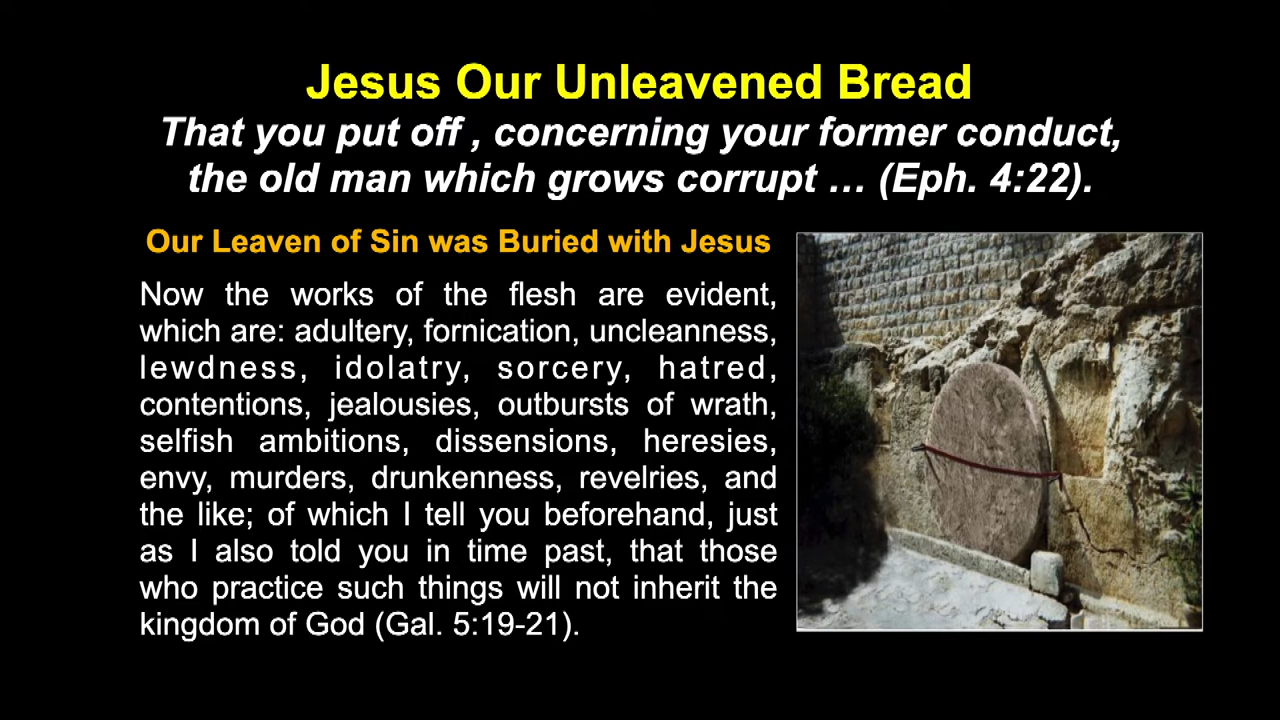 Jesus Our Unleavened Bread
That you put off , concerning your former conduct,
the old man which grows corrupt … (Eph. 4:22).
Our Leaven of Sin was Buried with Jesus
Now the works of the flesh are evident,
which are: adultery, fornication, uncleanness,
lewdness, idolatry, sorcery, hatred,
contentions, jealousies, outbursts of wrath,
selfish ambitions, dissensions, heresies,
envy, murders, drunkenness, revelries, and
the like; of which I tell you beforehand, just
as I also told you in time past, that those
who practice such things will not inherit the
kingdom of God (Gal. 5:19-21).